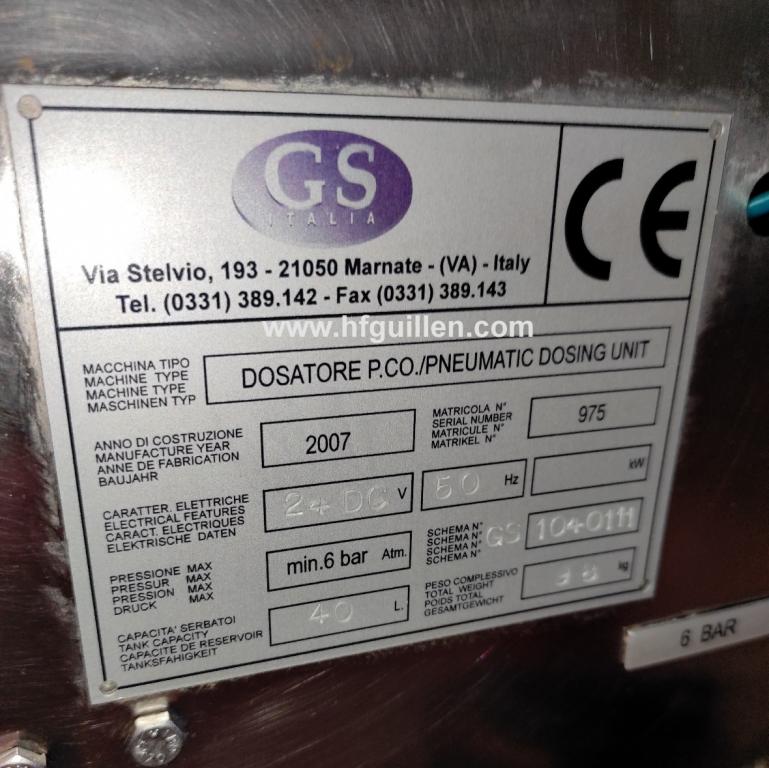 GS
ITALIA
CE
Via Stelvio, 193 - 21050 Marnate - (VA) - Italy
Tel. (0331) 389.142 - Fax (0331) 389.143
www.hfguillen.com
MACCHINA TIPO
MACHINE TYPE
MACHINE TYPE
MASCHINEN TYP
DOSATORE P.CO./PNEUMATIC DOSING UNIT
ANNO DI COSTRUZIONE
MANUFACTURE YEAR
ANNE DE FABRICATION
BAUJAHR
2007
MATRICOLA N°
SERIAL NUMBER
MATRICULE N°
MATRIKEL N°
975
CARATTER. ELETTRICHE
ELECTRICAL FEATURES
CARACT. ELECTRIQUES
ELEKTRISCHE DATEN
24 DC V
50 Hz
kW
PRESSIONE MAX
PRESSUR MAX
PRESSION MAX
DRUCK MAX
min.6 bar Atm.
SCHEMA N°
SCHEMA N°
SCHEMA N°
SCHEMA N°
GS 1040111
CAPACITA' SERBATOI
TANK CAPACITY
CAPACITE DE RESERVOIR
TANKSFAHIGKEIT
40 L.
PESO COMPLESSIVO
TOTAL WEIGHT
POIDS TOTAL
GESAMTGEWICHT
kg
6 BAR